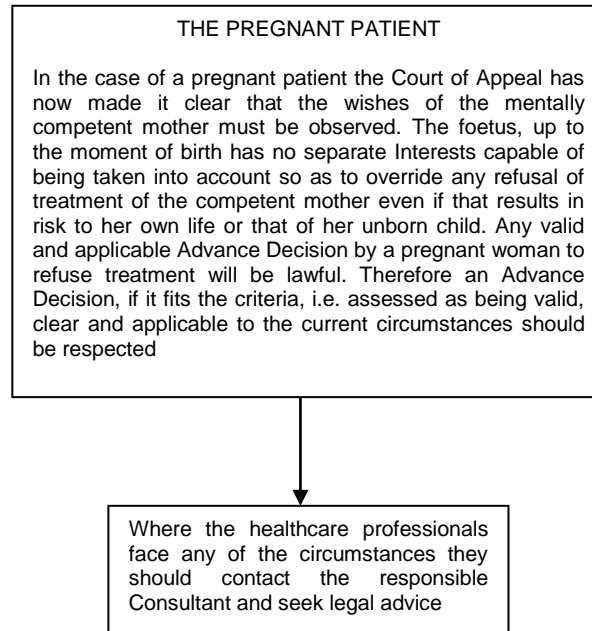 THE PREGNANT PATIENT
In the case of a pregnant patient the Court of Appeal has
now made it clear that the wishes of the mentally
competent mother must be observed. The foetus, up to
the moment of birth has no separate Interests capable of
being taken into account so as to override any refusal of
treatment of the competent mother even if that results in
risk to her own life or that of her unborn child. Any valid
and applicable Advance Decision by a pregnant woman to
refuse treatment will be lawful. Therefore an Advance
Decision, if it fits the criteria, i.e. assessed as being valid,
clear and applicable to the current circumstances should
be respected
Where the healthcare professionals
face any of the circumstances they
should contact the responsible
Consultant and seek legal advice